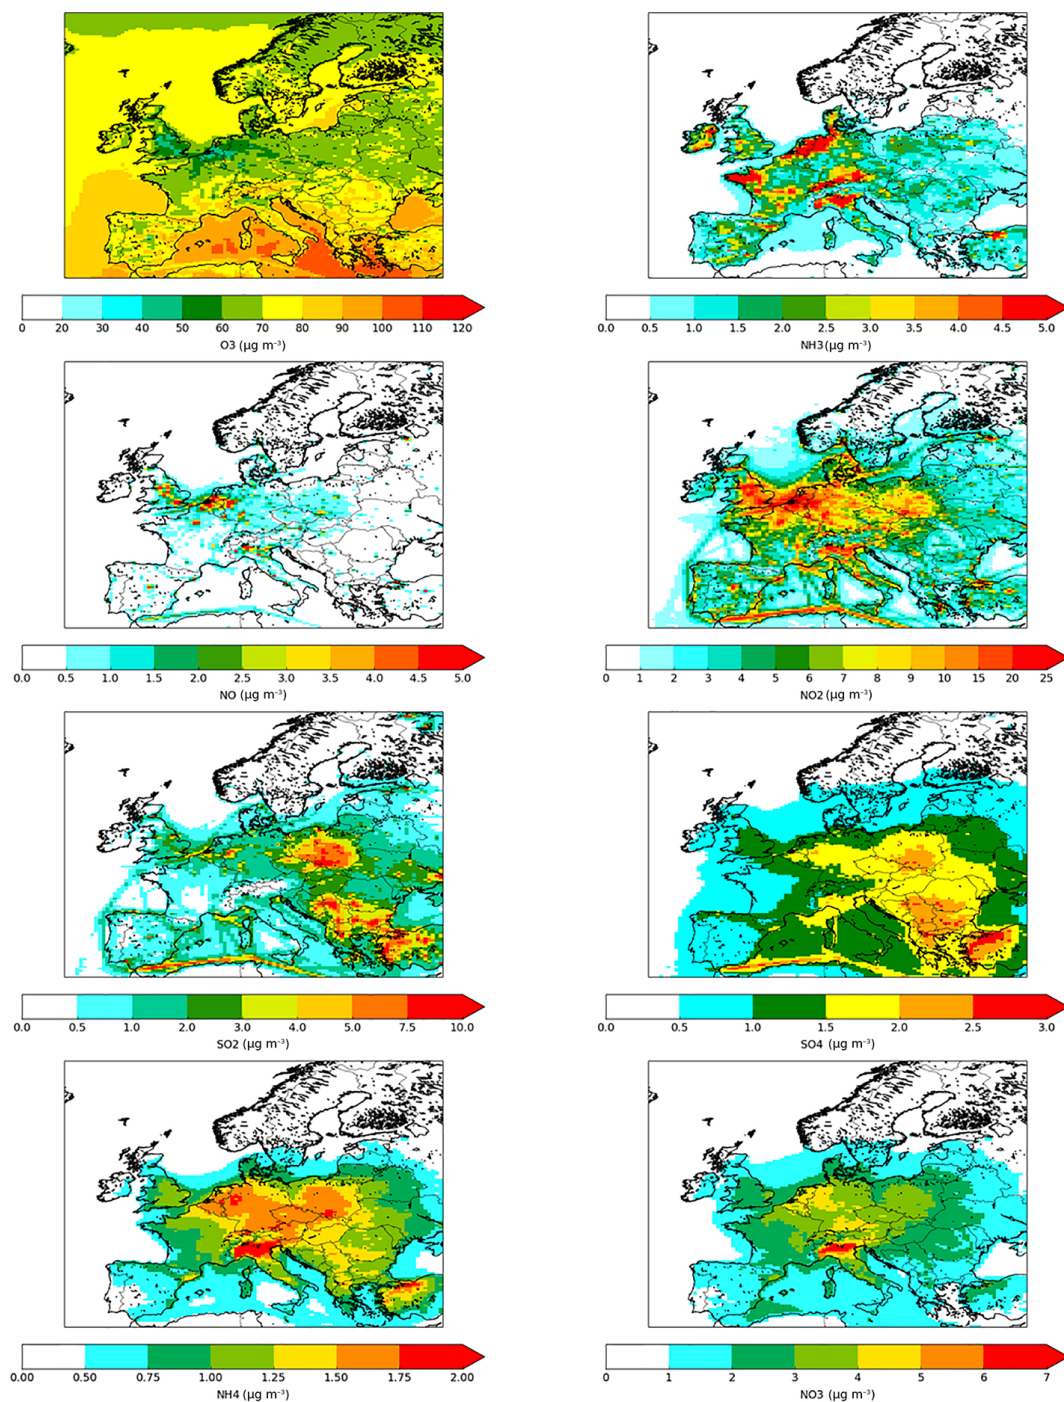 0 20 30 40 50 60 70 80 90 100 110 120
O3 (µg m⁻³)
0.0 0.5 1.0 1.5 2.0 2.5 3.0 3.5 4.0 4.5 5.0
NH3(µg m⁻³)
0.0 0.5 1.0 1.5 2.0 2.5 3.0 3.5 4.0 4.5 5.0
NO (µg m⁻³)
0 1 2 3 5 6 7 8 9 10 15 20 25
NO2 (µg m⁻³)
0.0 0.5 1.0 2.0 3.0 4.0 5.0 7.5 10.0
SO2 (µg m⁻³)
0.0 0.5 1.0 1.5 2.0 2.5 3.0
SO4 (µg m⁻³)
0.00 0.50 0.75 1.00 1.25 1.50 1.75 2.00
NH4 (µg m⁻³)
0 1 2 3 4 5 6 7
NO3 (µg m⁻³)